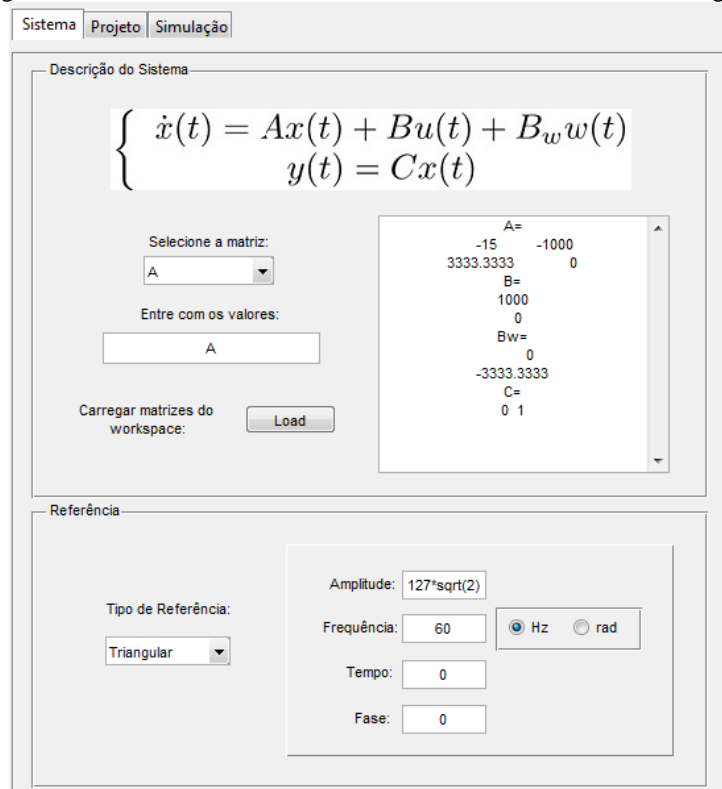 Sistema Projeto Simulação
Descrição do Sistema
ẋ(t) = Ax(t) + Bu(t) + B_w w(t)
y(t) = Cx(t)
Selecione a matriz:
A
Entre com os valores:
A
Carregar matrizes do
workspace:
Load
A=
-15 -1000
3333.3333 0
B=
1000
0
Bw=
0
-3333.3333
C=
0 1
Referência
Tipo de Referência:
Triangular
Amplitude: 127*sqrt(2)
Frequência: 60 Hz rad
Tempo: 0
Fase: 0